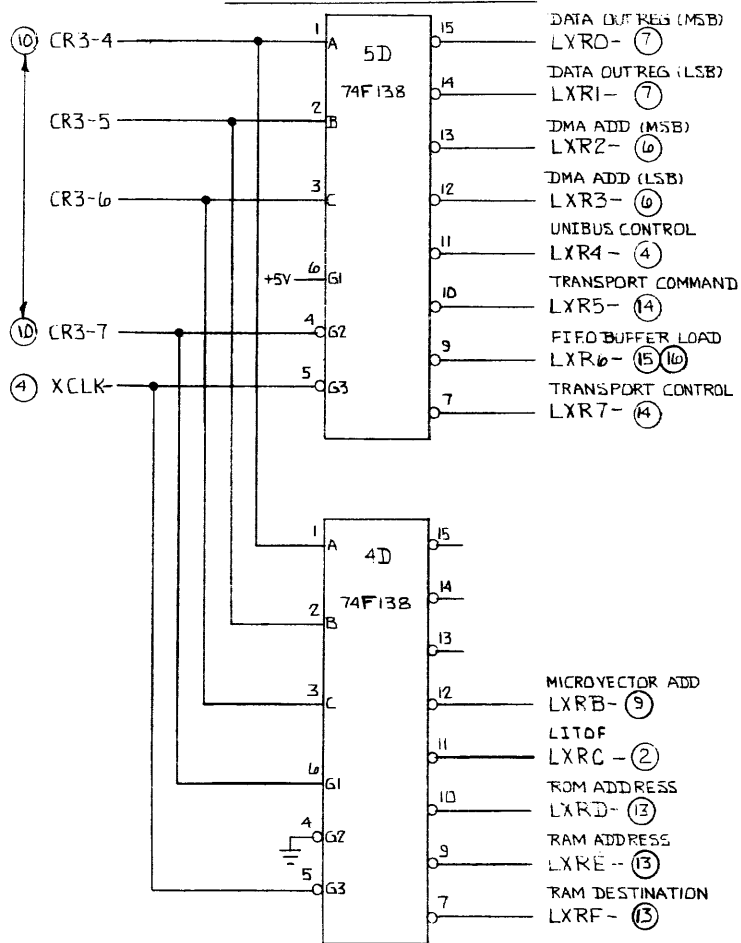 1 15 DATA OUT REG (MSB)
10 CR3-4 A 5D LXR0- 7
74F138 14 DATA OUT REG (LSB)
LXR1- 7
CR3-5 2 B 13 DMA ADD (MSB)
LXR2- 6
CR3-6 3 C 12 DMA ADD (LSB)
LXR3- 6
11 UNIBUS CONTROL
LXR4- 4
+5V 6 G1 10 TRANSPORT COMMAND
LXR5- 14
10 CR3-7 4 G2 9 FIFO BUFFER LOAD
LXR6- 15 16
4 XCLK- 5 G3 7 TRANSPORT CONTROL
LXR7- 14
1 A 4D 15
74F138 14
2 B 13
3 C 12 MICROVECTOR ADD
LXRB- 9
11 LITOF
LXRC - 2
6 G1 10 ROM ADDRESS
LXRD- 13
4 G2 9 RAM ADDRESS
LXRE- 13
5 G3 7 RAM DESTINATION
LXRF- 13